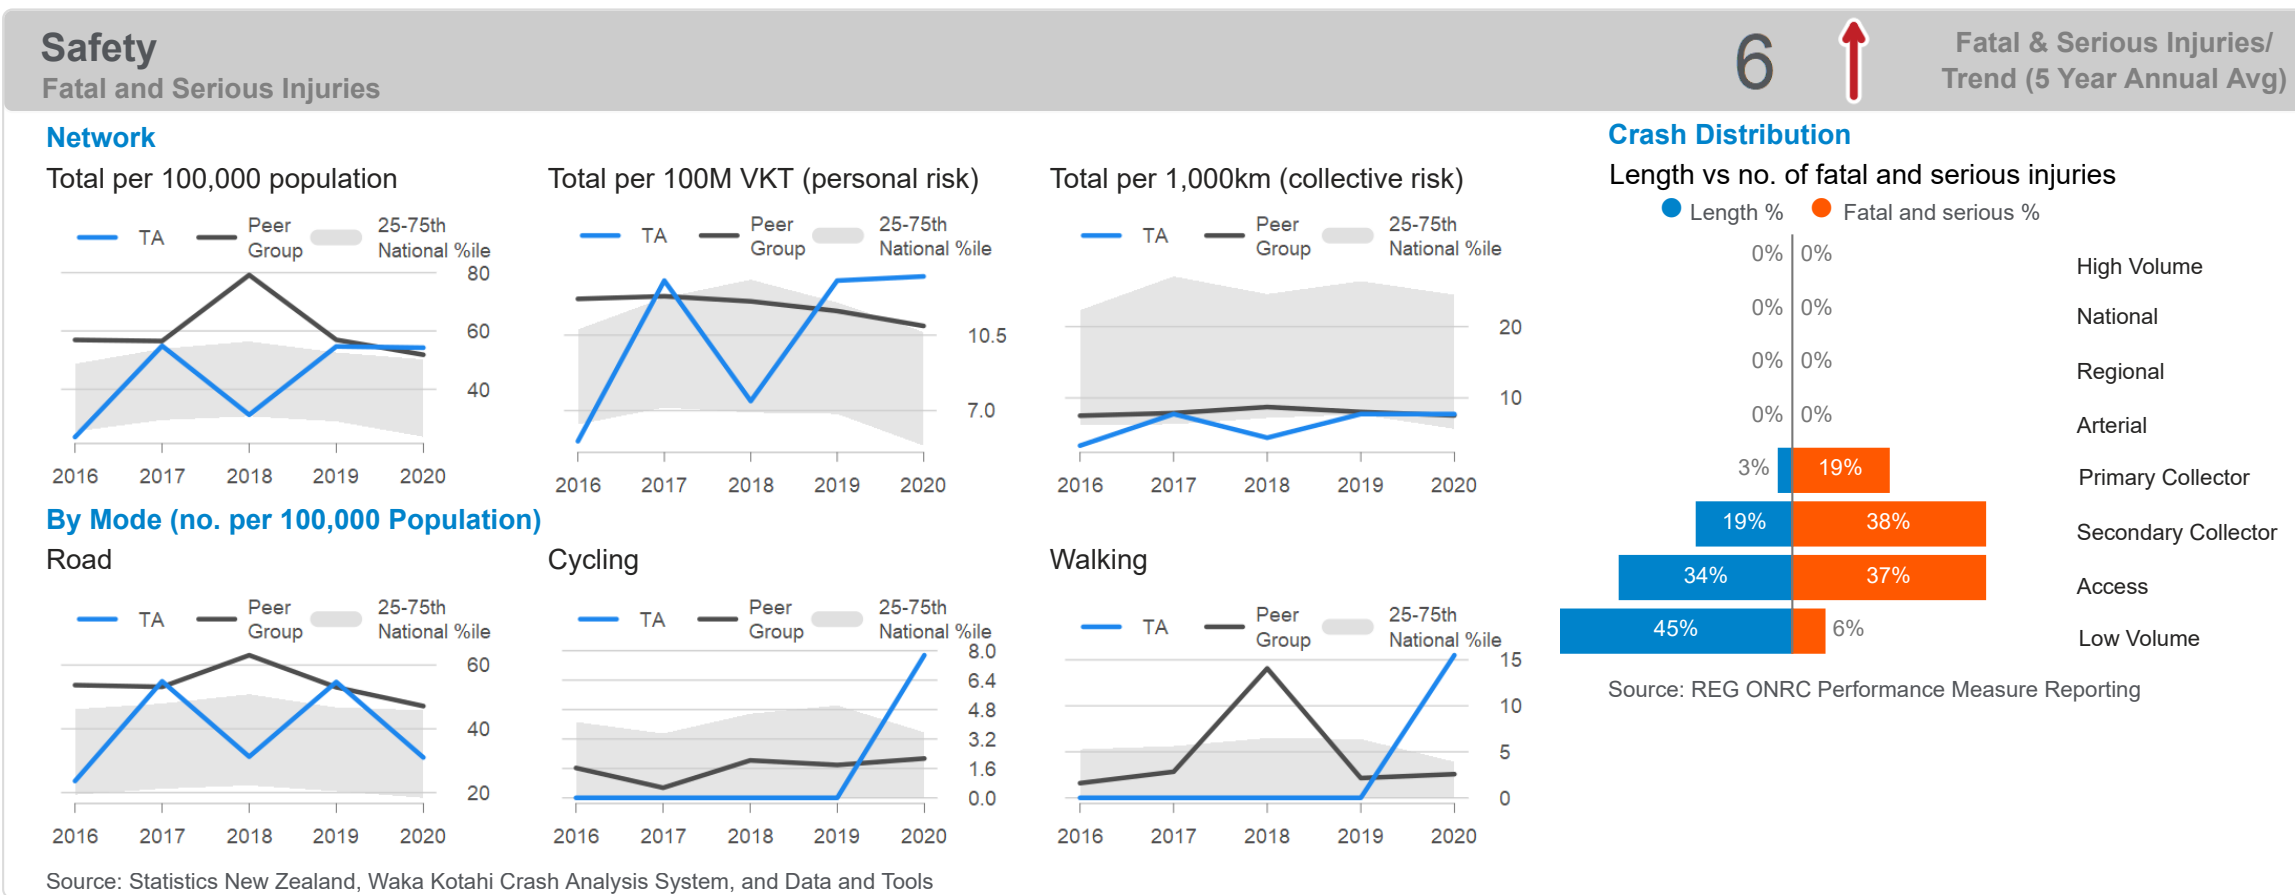 Safety
Fatal and Serious Injuries
6
Fatal & Serious Injuries/
Trend (5 Year Annual Avg)
Network
Total per 100,000 population
TA
Peer
Group
25-75th
National %ile
80
60
40
2016 2017 2018 2019 2020
Total per 100M VKT (personal risk)
TA
Peer
Group
25-75th
National %ile
10.5
7.0
2016 2017 2018 2019 2020
Total per 1,000km (collective risk)
TA
Peer
Group
25-75th
National %ile
20
10
2016 2017 2018 2019 2020
By Mode (no. per 100,000 Population)
Road
TA
Peer
Group
25-75th
National %ile
60
40
20
2016 2017 2018 2019 2020
Cycling
TA
Peer
Group
25-75th
National %ile
8.0
6.4
4.8
3.2
1.6
0.0
2016 2017 2018 2019 2020
Walking
TA
Peer
Group
25-75th
National %ile
15
10
5
0
2016 2017 2018 2019 2020
Source: Statistics New Zealand, Waka Kotahi Crash Analysis System, and Data and Tools
Crash Distribution
Length vs no. of fatal and serious injuries
Length % Fatal and serious %
0% 0% High Volume
0% 0% National
0% 0% Regional
0% 0% Arterial
3% 19% Primary Collector
19% 38% Secondary Collector
34% 37% Access
45% 6% Low Volume
Source: REG ONRC Performance Measure Reporting